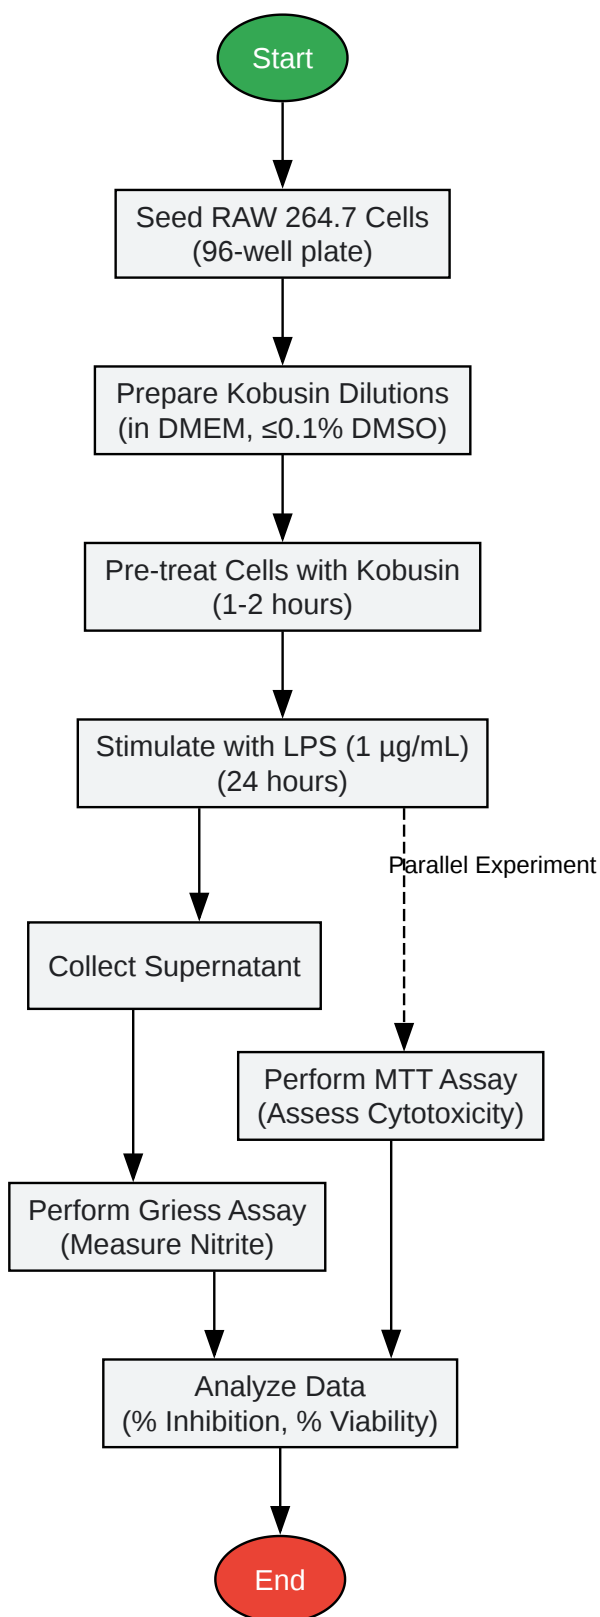 Start
Seed RAW 264.7 Cells
(96-well plate)
Prepare Kobusin Dilutions
(in DMEM, ≤0.1% DMSO)
Pre-treat Cells with Kobusin
(1-2 hours)
Stimulate with LPS (1 µg/mL)
(24 hours)
Parallel Experiment
Collect Supernatant
Perform MTT Assay
(Assess Cytotoxicity)
Perform Griess Assay
(Measure Nitrite)
Analyze Data
(% Inhibition, % Viability)
End